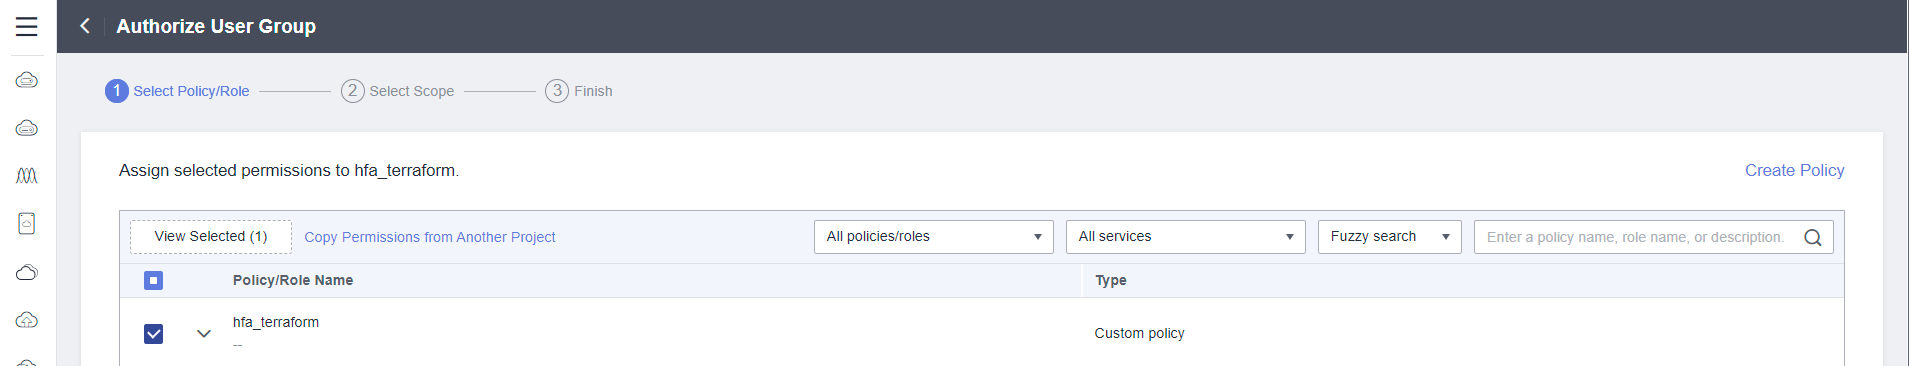 Authorize User Group
1 Select Policy/Role 2 Select Scope 3 Finish
Assign selected permissions to hfa_terraform. Create Policy
View Selected (1) Copy Permissions from Another Project All policies/roles All services Fuzzy search Enter a policy name, role name, or description.
Policy/Role Name Type
hfa_terraform
Custom policy
--